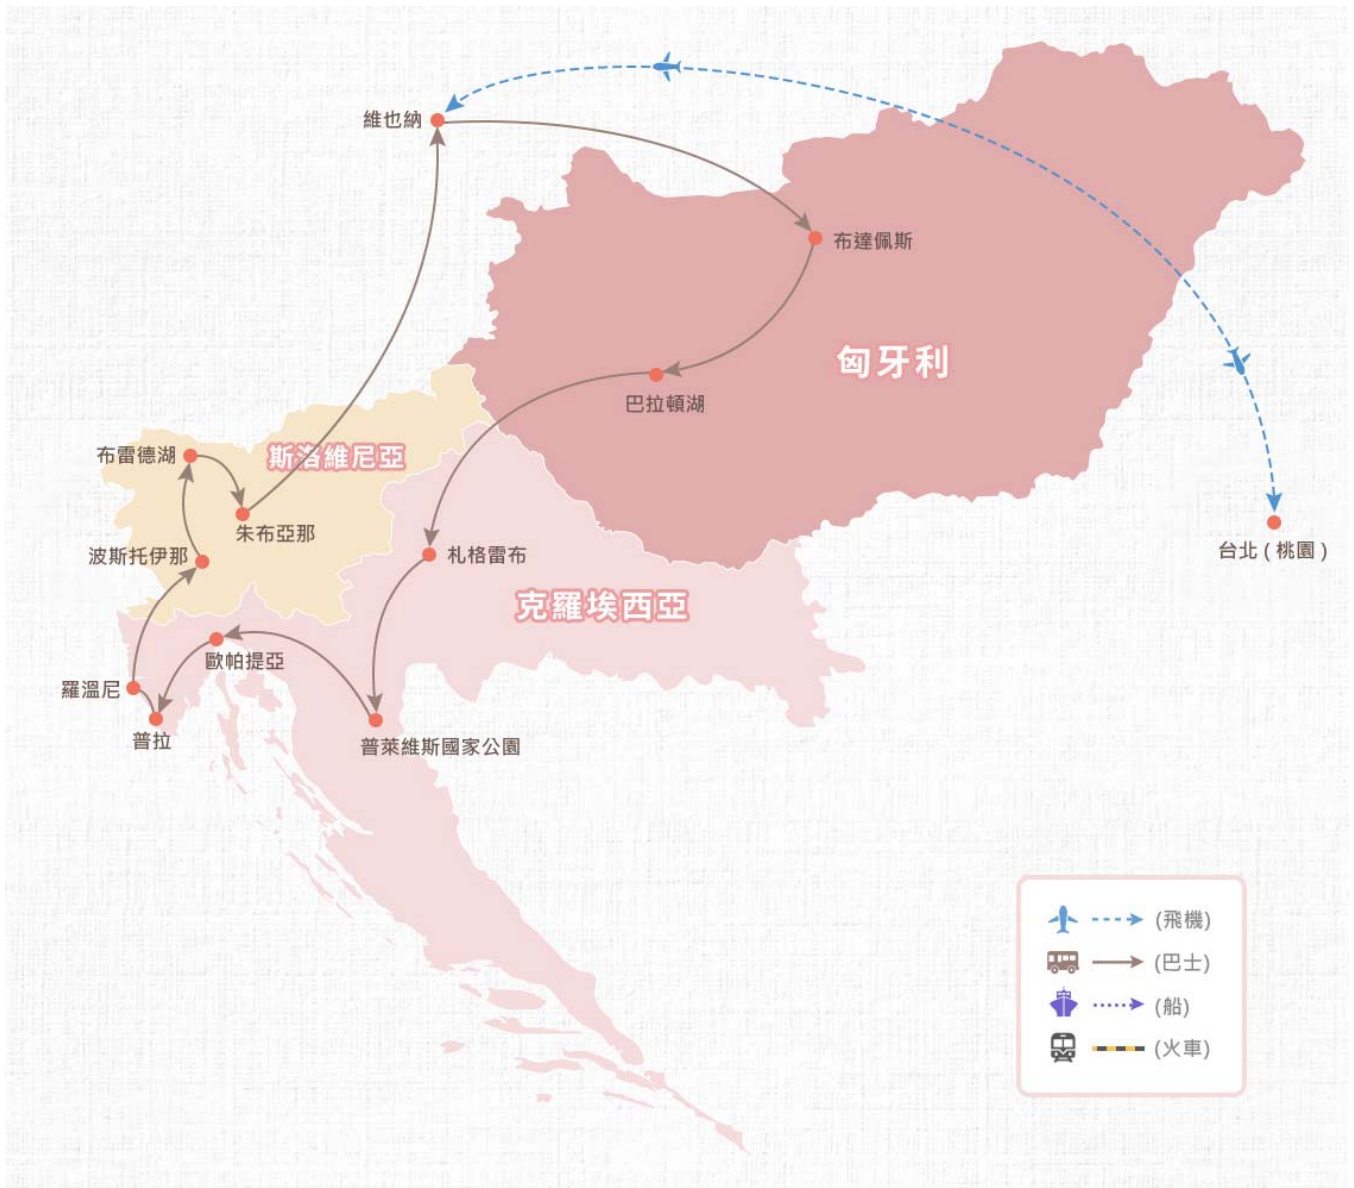 維也納
布達佩斯
匈牙利
巴拉頓湖
布雷德湖
斯洛維尼亞
朱布亞那
台北 ( 桃園 )
波斯托伊那
札格雷布
克羅埃西亞
歐帕提亞
羅溫尼
普拉
普萊維斯國家公園
(飛機)
(巴士)
(船)
(火車)